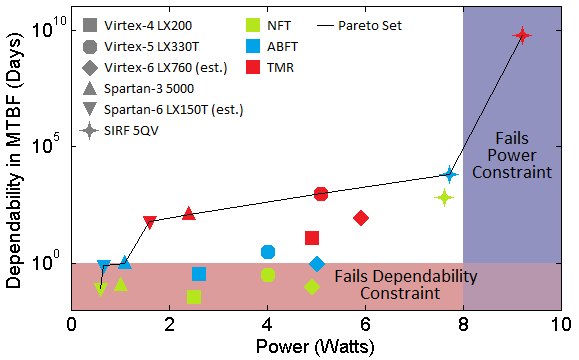 Dependability in MTBF (Days)
10^10
10^5
10^0
Virtex-4 LX200
Virtex-5 LX330T
Virtex-6 LX760 (est.)
Spartan-3 5000
Spartan-6 LX150T (est.)
SIRF 5QV
NFT
ABFT
TMR
Pareto Set
Fails
Power
Constraint
Fails Dependability
Constraint
0 2 4 6 8 10
Power (Watts)